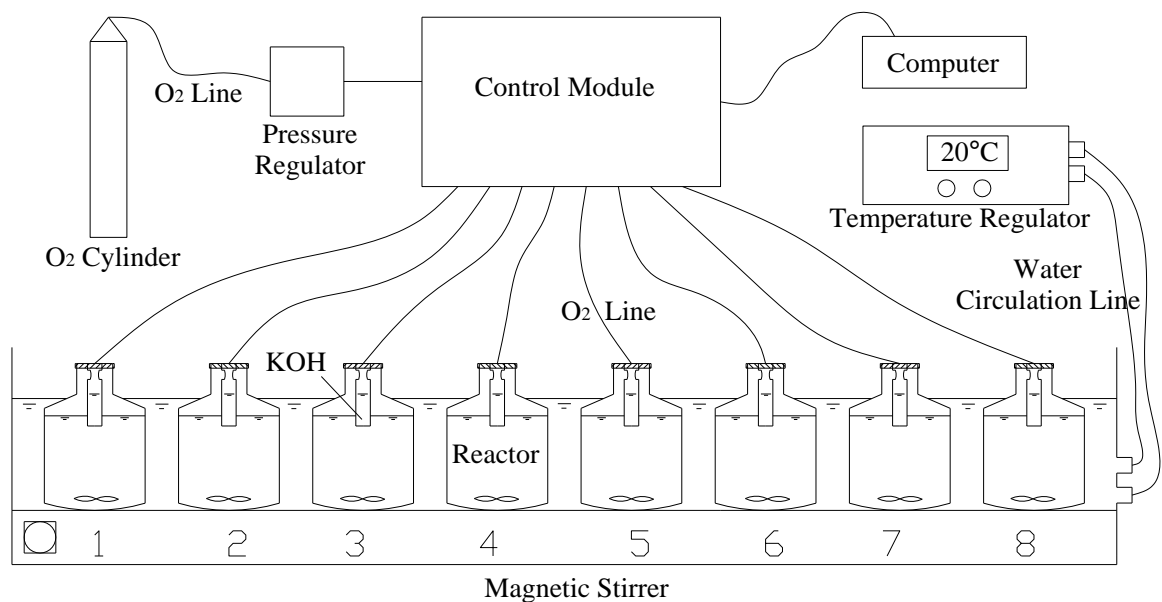 O2 Line
Pressure
Regulator
O2 Cylinder
Control Module
Computer
20°C
Temperature Regulator
Water
Circulation Line
O2 Line
KOH
Reactor
1 2 3 4 5 6 7 8
Magnetic Stirrer